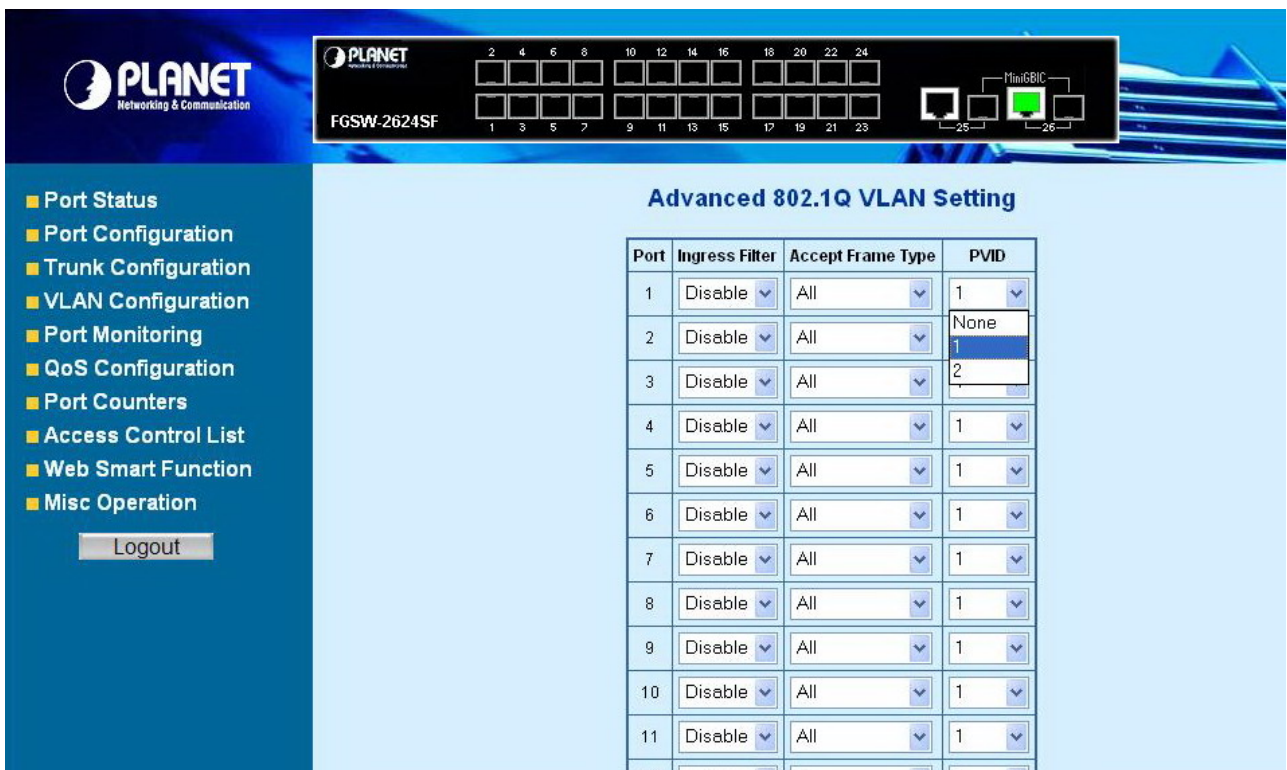 PLANET
Networking & Communication
PLANET
Networking & Communication
FGSW-2624SF
2 4 6 8 10 12 14 16 18 20 22 24
1 3 5 7 9 11 13 15 17 19 21 23
MiniGBIC
25 26
Port Status
Port Configuration
Trunk Configuration
VLAN Configuration
Port Monitoring
QoS Configuration
Port Counters
Access Control List
Web Smart Function
Misc Operation
Logout
Advanced 802.1Q VLAN Setting
Port Ingress Filter Accept Frame Type PVID
1 Disable All 1
None
1
2
2 Disable All
3 Disable All
4 Disable All 1
5 Disable All 1
6 Disable All 1
7 Disable All 1
8 Disable All 1
9 Disable All 1
10 Disable All 1
11 Disable All 1